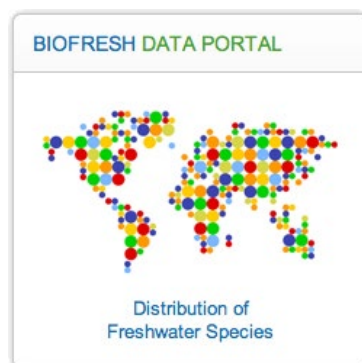 BIOFRESH DATA PORTAL
Distribution of
Freshwater Species